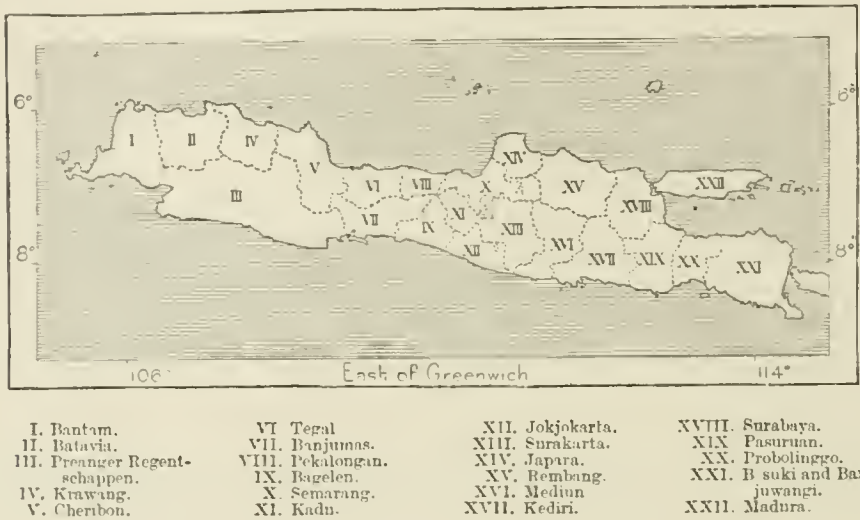 6°
6°
8°
8°
I
II
III
IV
V
VI
VII
VIII
IX
X
XI
XII
XIII
XIV
XV
XVI
XVII
XVIII
XIX
XX
XXI
XXII
106°
East of Greenwich
114°
I. Bantam.
II. Batavia.
III. Preanger Regent-
schappen.
IV. Krawang.
V. Cheribon.
VI Tegal
VII. Banjumas.
VIII. Pekalongan.
IX. Bagelen.
X. Semarang.
XI. Kadu.
XII. Jokjokarta.
XIII. Surakarta.
XIV. Japara.
XV. Rembang.
XVI. Mediun
XVII. Kediri.
XVIII. Surabaya.
XIX Pasuruan.
XX. Probolinggo.
XXI. B suki and Ban
juwangi.
XXII. Madura.